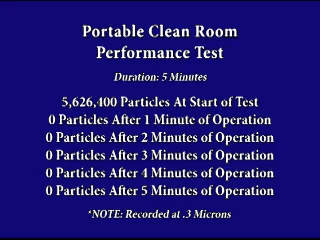 Portable Clean Room
Performance Test
Duration: 5 Minutes
5,626,400 Particles At Start of Test
0 Particles After 1 Minute of Operation
0 Particles After 2 Minutes of Operation
0 Particles After 3 Minutes of Operation
0 Particles After 4 Minutes of Operation
0 Particles After 5 Minutes of Operation
*NOTE: Recorded at .3 Microns